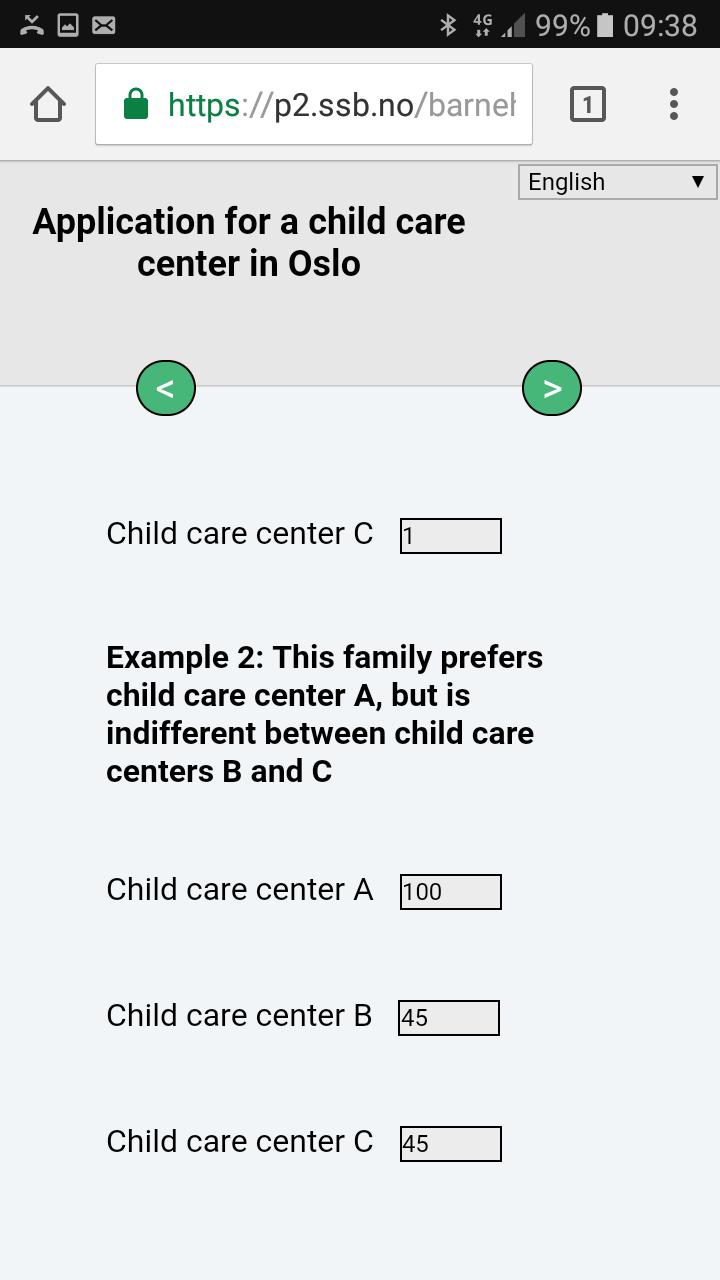 4G 99% 09:38
https://p2.ssb.no/barneh
1
English
Application for a child care
center in Oslo
< >
Child care center C 1
Example 2: This family prefers
child care center A, but is
indifferent between child care
centers B and C
Child care center A 100
Child care center B 45
Child care center C 45